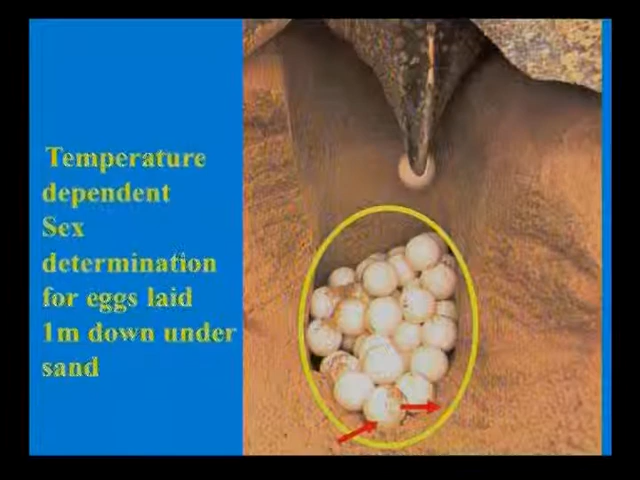 Temperature
dependent
Sex
determination
for eggs laid
1m down under
sand